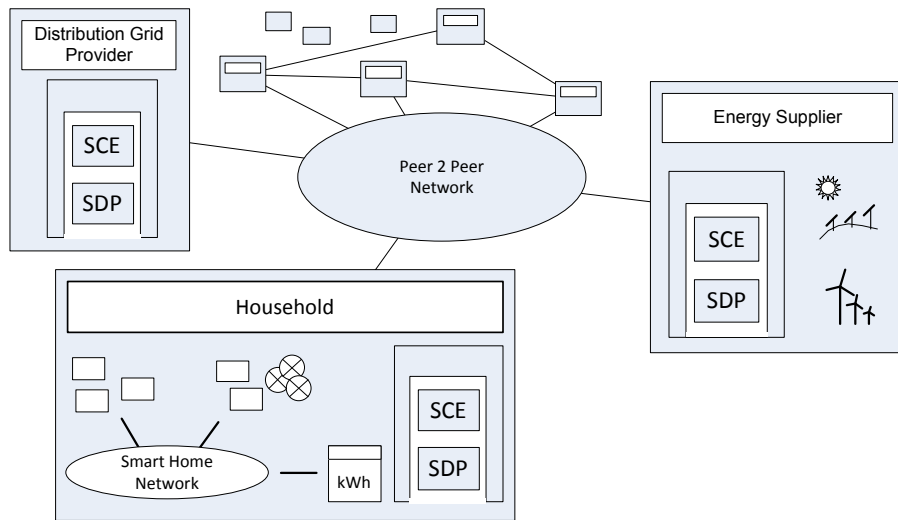 Distribution Grid
Provider
SCE
SDP
Peer 2 Peer
Network
Energy Supplier
SCE
SDP
Household
SCE
SDP
Smart Home
Network
kWh